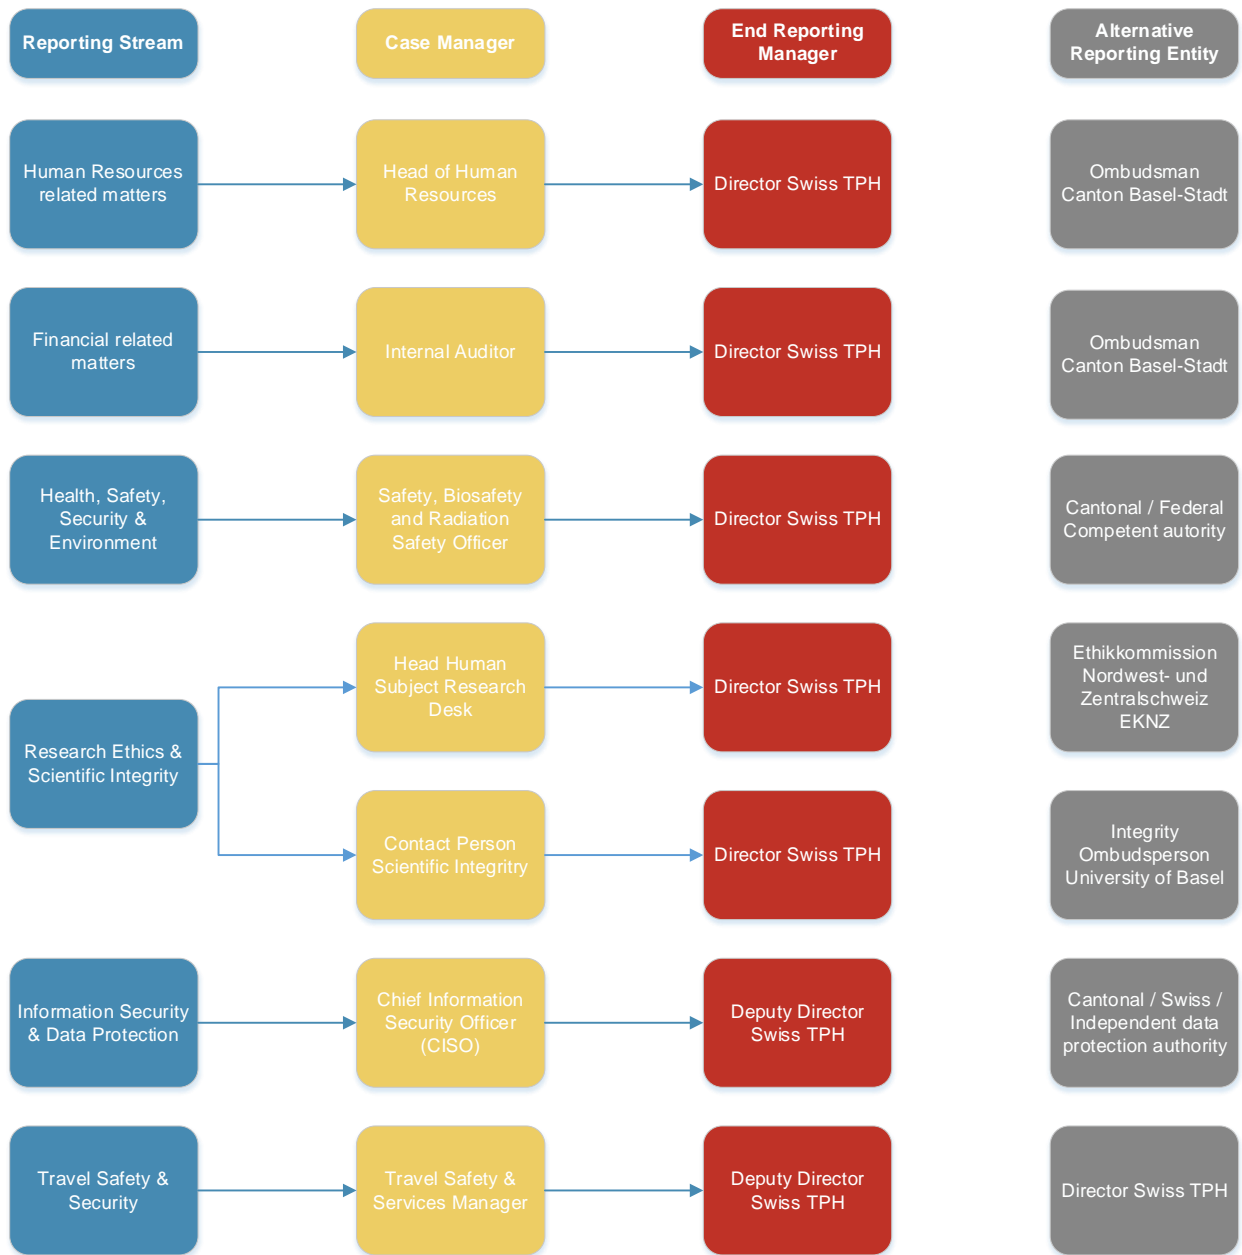 Reporting Stream
Case Manager
End Reporting
Manager
Alternative
Reporting Entity
Human Resources
related matters
Head of Human
Resources
Director Swiss TPH
Ombudsman
Canton Basel-Stadt
Financial related
matters
Internal Auditor
Director Swiss TPH
Ombudsman
Canton Basel-Stadt
Health, Safety,
Security &
Environment
Safety, Biosafety
and Radiation
Safety Officer
Director Swiss TPH
Cantonal / Federal
Competent autority
Research Ethics &
Scientific Integrity
Head Human
Subject Research
Desk
Director Swiss TPH
Ethikkommission
Nordwest- und
Zentralschweiz
EKNZ
Contact Person
Scientific Integritry
Director Swiss TPH
Integrity
Ombudsperson
University of Basel
Information Security
& Data Protection
Chief Information
Security Officer
(CISO)
Deputy Director
Swiss TPH
Cantonal / Swiss /
Independent data
protection authority
Travel Safety &
Security
Travel Safety &
Services Manager
Deputy Director
Swiss TPH
Director Swiss TPH